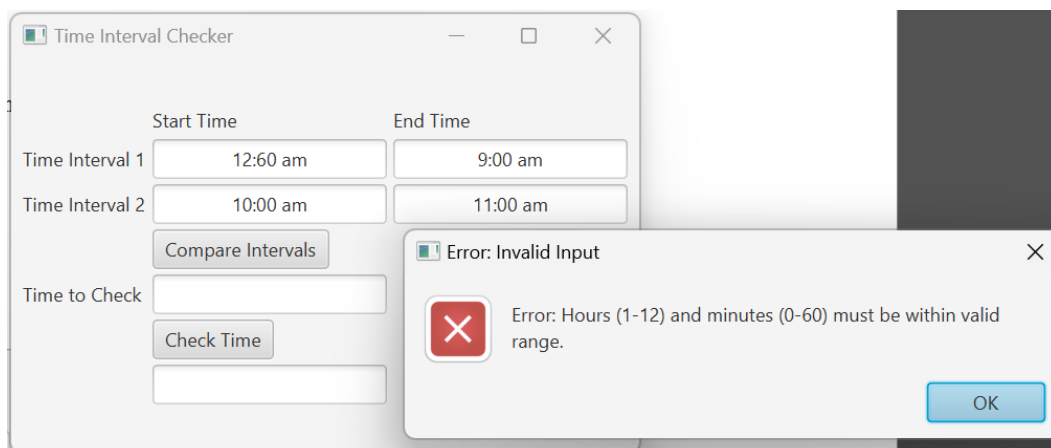 Time Interval Checker
Start Time End Time
Time Interval 1 12:60 am 9:00 am
Time Interval 2 10:00 am 11:00 am
Compare Intervals
Error: Invalid Input
Time to Check
Error: Hours (1-12) and minutes (0-60) must be within valid
range.
Check Time
OK